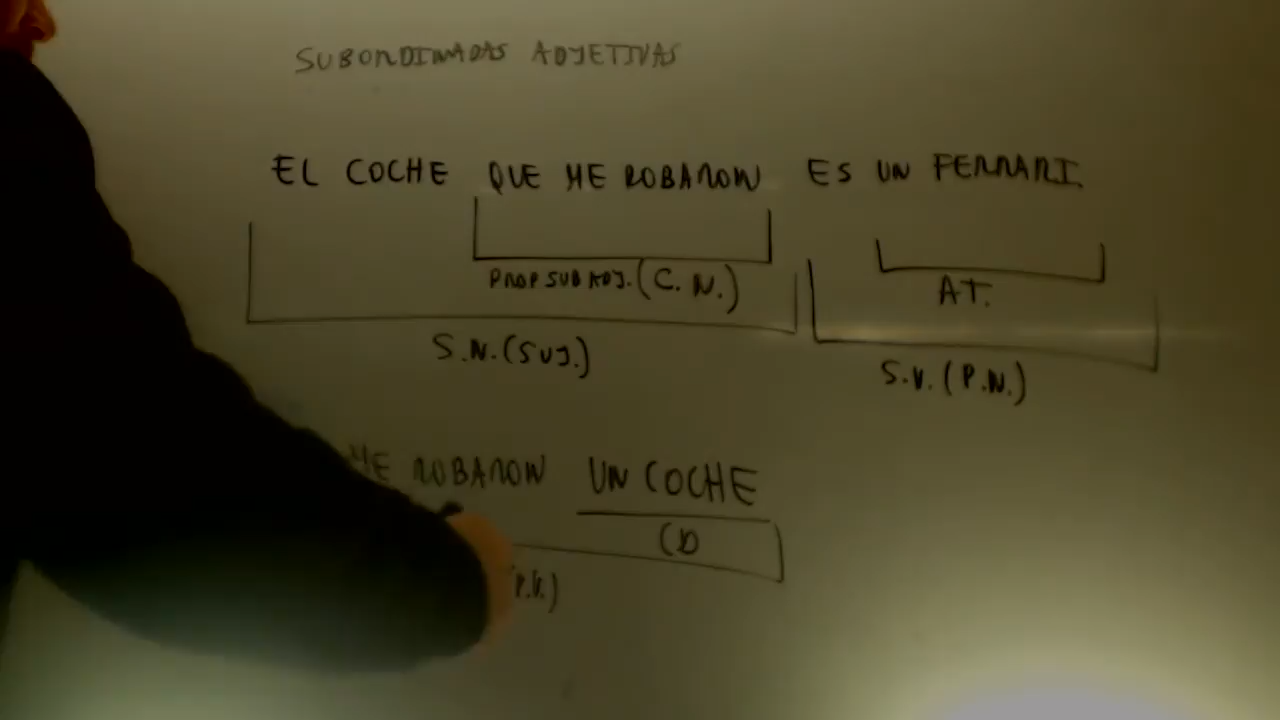 SUBORDINADAS ADJETIVAS
EL COCHE QUE ME ROBARON ES UN FERRARI
PROP SUB ADJ. (C.N.)
AT.
S.N. (SUJ.)
S.V. (P.N.)
ME ROBARON UN COCHE
CD
P.V.)